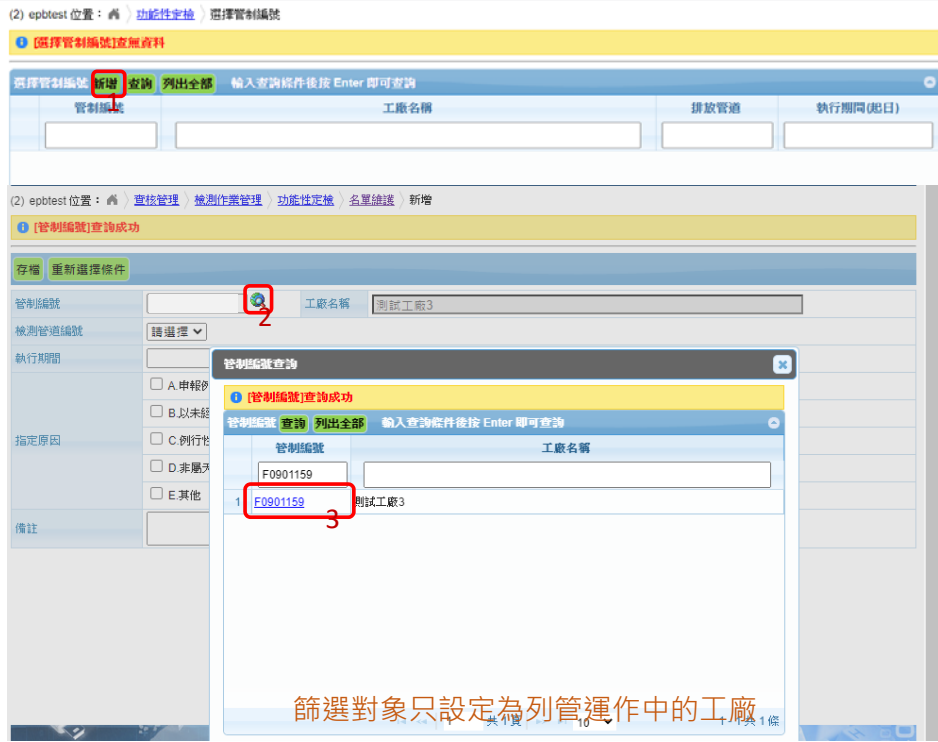 (2) epbtest 位置： 〉功能性定檢 〉選擇管制編號
[選擇管制編號]查無資料
選擇管制編號 新增 查詢 列出全部 輸入查詢條件後按 Enter 即可查詢
1
管制編號 工廠名稱 排放管道 執行期間(起日)
(2) epbtest 位置： 〉查核管理 〉檢測作業管理 〉功能性定檢 〉名單維護 〉新增
[管制編號]查詢成功
存檔 重新選擇條件
管制編號 工廠名稱 測試工廠3
2
檢測管道編號 請選擇
執行期間
管制編號查詢
A.申報例
[管制編號]查詢成功
B.以未經
管制編號 查詢 列出全部 輸入查詢條件後按 Enter 即可查詢
指定原因 C.例行性
管制編號 工廠名稱
D.非屬天
F0901159
E.其他
1 F0901159 測試工廠3
3
備註
篩選對象只設定為列管運作中的工廠
1 共 1 頁 10 1 - 1 共 1 條